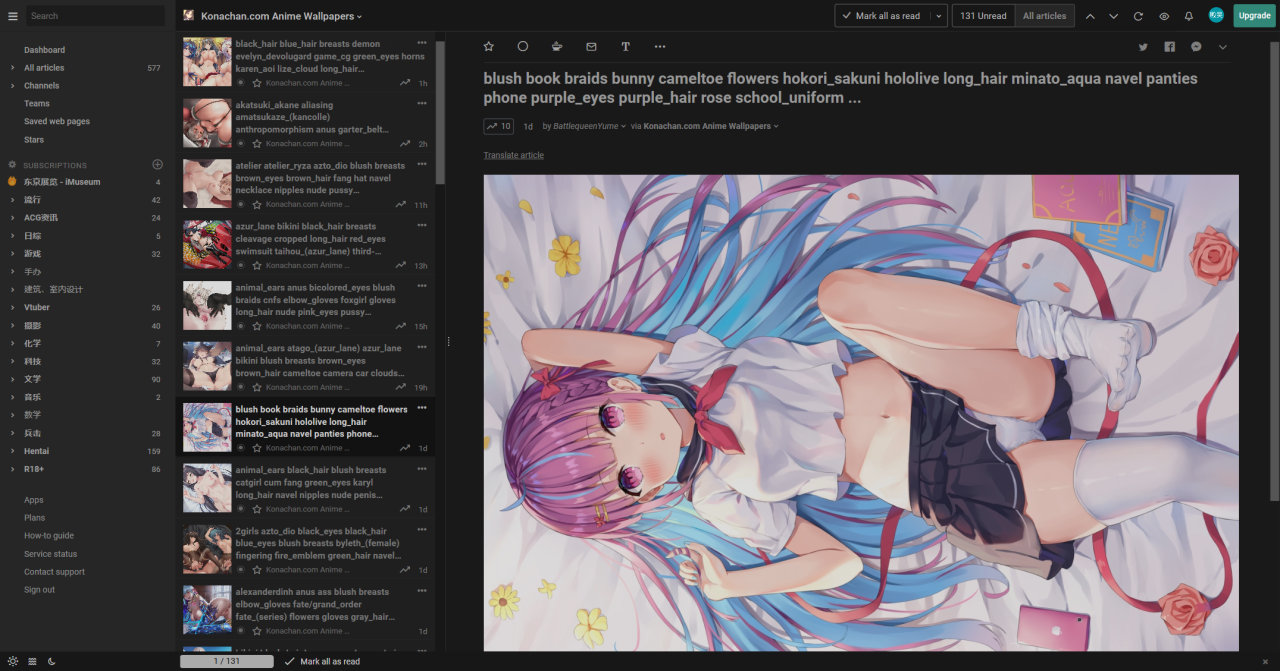 Search
Konachan.com Anime Wallpapers
Mark all as read
131 Unread
All articles
Upgrade
Dashboard
All articles 577
Channels
Teams
Saved web pages
Stars
SUBSCRIPTIONS
东京展览 - iMuseum 4
流行 42
ACG资讯 24
日综 5
游戏 32
手办
建筑、室内设计
Vtuber 26
摄影 40
化学 7
科技 32
文学 90
音乐 2
数学
兵击 28
Hentai 159
R18+ 86
Apps
Plans
How-to guide
Service status
Contact support
Sign out
black_hair blue_hair breasts demon
evelyn_devolugard game_cg green_eyes horns
karen_aoi lize_cloud long_hair...
Konachan.com Anime ... 1h
akatsuki_akane aliasing
amatsukaze_(kancolle)
anthropomorphism anus garter_belt...
Konachan.com Anime ... 2h
atelier atelier_ryza azto_dio blush breasts
brown_eyes brown_hair fang hat navel
necklace nipples nude pussy...
Konachan.com Anime ... 11h
azur_lane bikini black_hair breasts
cleavage cropped long_hair red_eyes
swimsuit taihou_(azur_lane) third-...
Konachan.com Anime ... 13h
animal_ears anus bicolored_eyes blush
braids cnfs elbow_gloves foxgirl gloves
long_hair nude pink_eyes pussy...
Konachan.com Anime ... 15h
animal_ears atago_(azur_lane) azur_lane
bikini blush breasts brown_eyes
brown_hair cameltoe camera car clouds...
Konachan.com Anime ... 19h
blush book braids bunny cameltoe flowers
hokori_sakuni hololive long_hair
minato_aqua navel panties phone...
Konachan.com Anime ... 1d
animal_ears black_hair blush breasts
catgirl cum fang green_eyes karyl
long_hair navel nipples nude penis...
Konachan.com Anime ... 1d
2girls azto_dio black_eyes black_hair
blue_eyes blush breasts byleth_(female)
fingering fire_emblem green_hair navel...
Konachan.com Anime ... 1d
alexanderdinh anus ass blush breasts
elbow_gloves fate/grand_order
fate_(series) flowers gloves gray_hair...
Konachan.com Anime ... 1d
1 / 131
Mark all as read
blush book braids bunny cameltoe flowers hokori_sakuni hololive long_hair minato_aqua navel panties
phone purple_eyes purple_hair rose school_uniform ...
10 1d by BattlequeenYume via Konachan.com Anime Wallpapers
Translate article